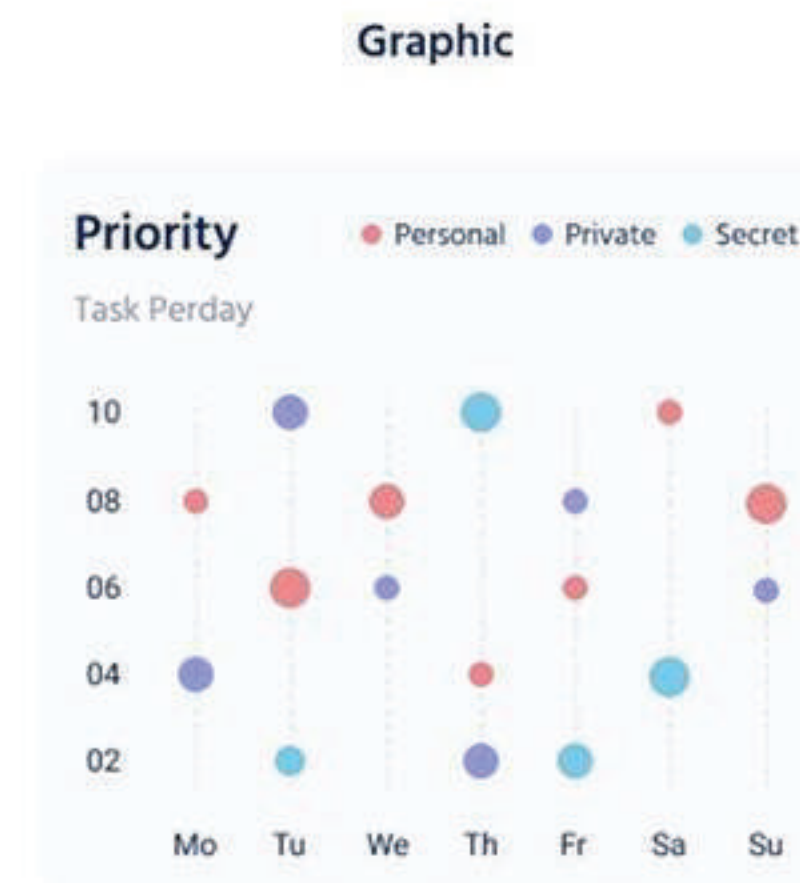 Graphic
Priority
Personal Private Secret
Task Perday
10
08
06
04
02
Mo Tu We Th Fr Sa Su